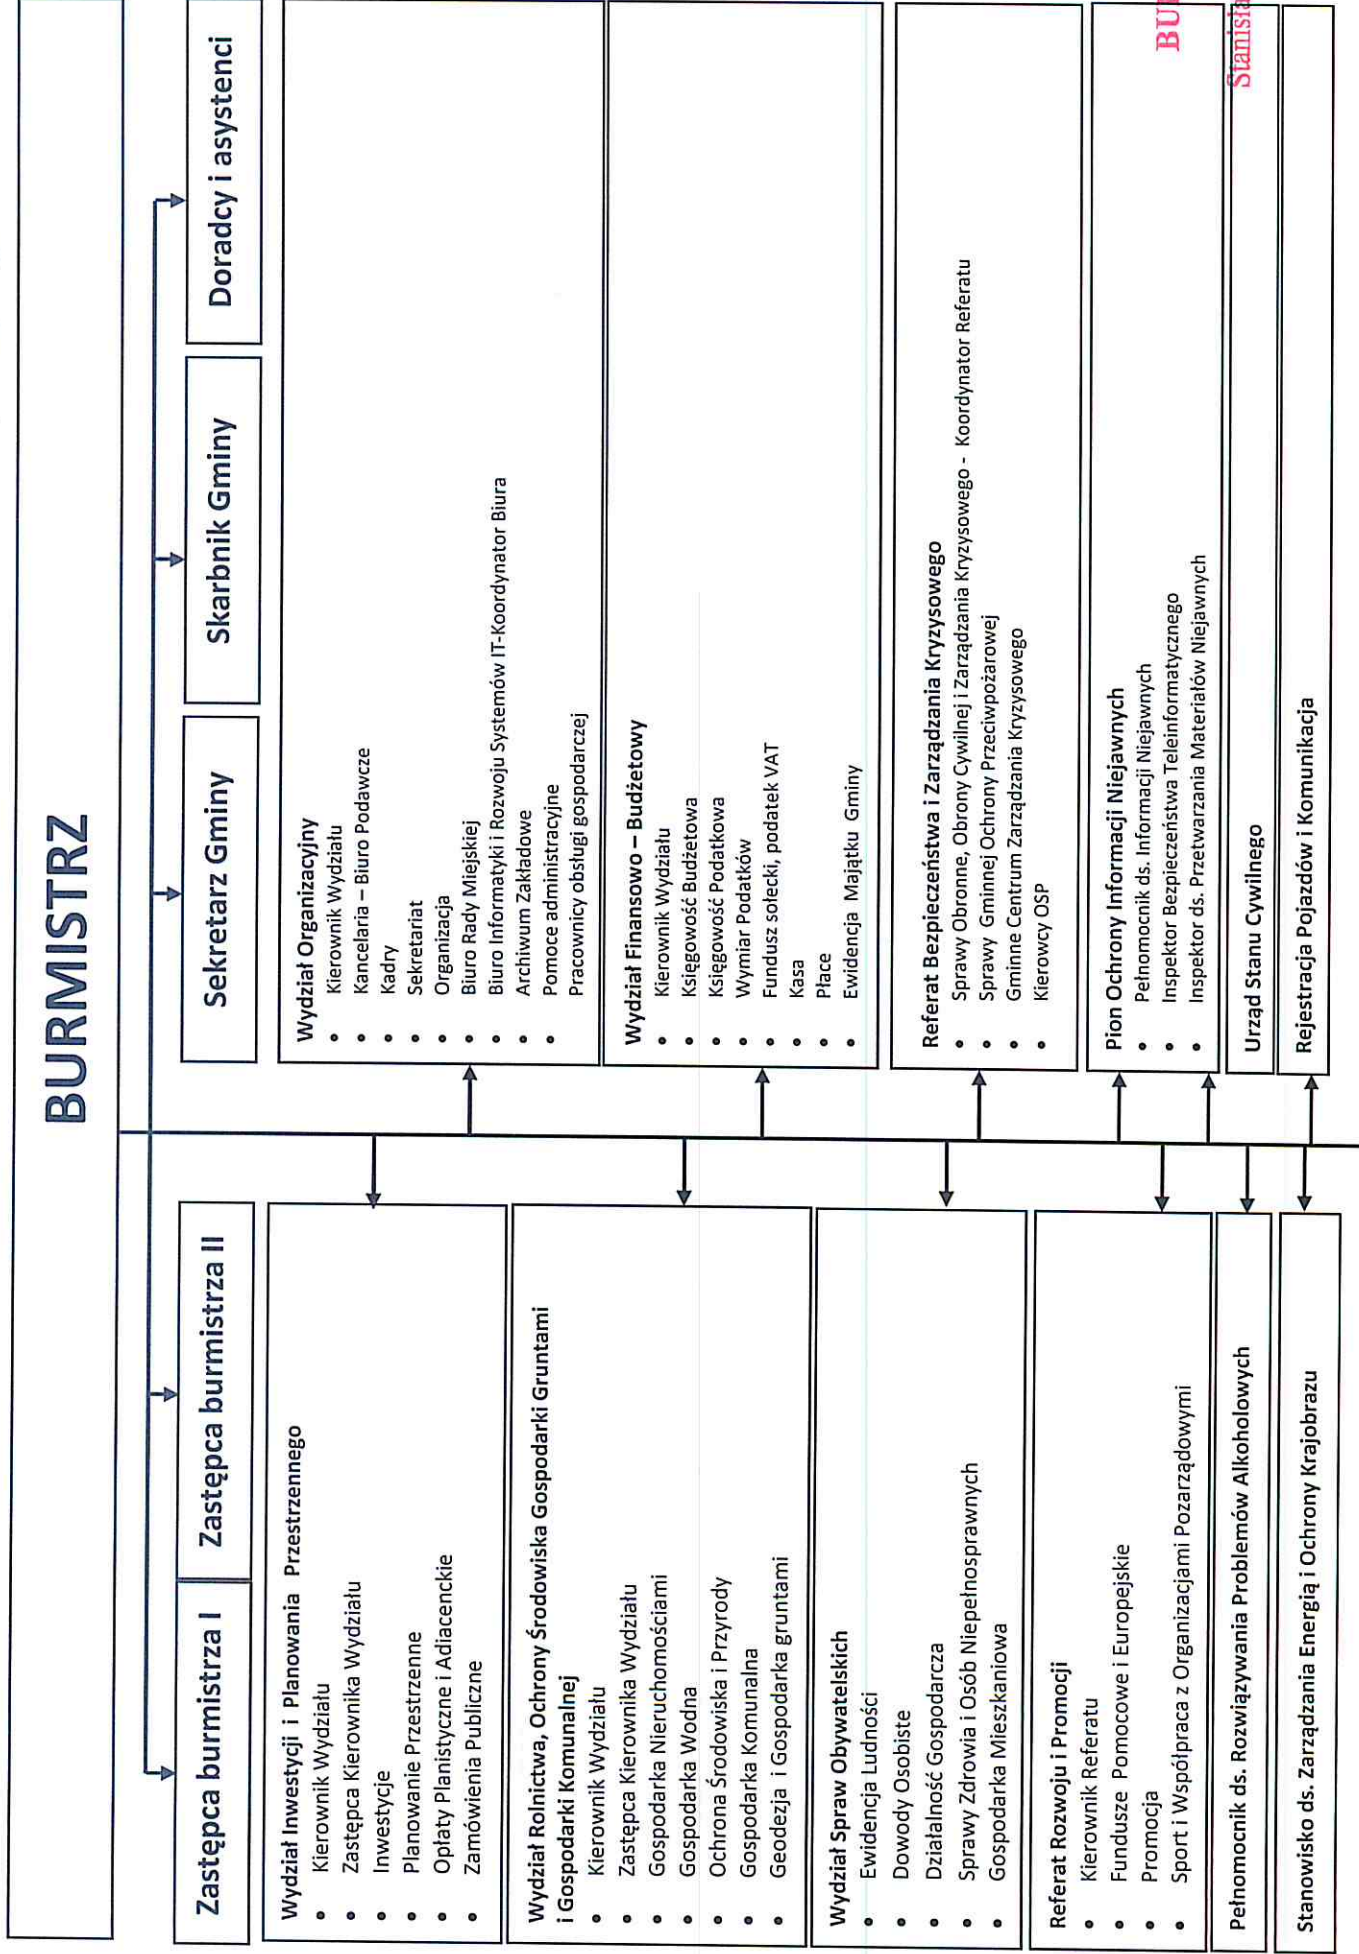 BURMISTRZ
Zastępca burmistrza I
Zastępca burmistrza II
Sekretarz Gminy
Skarbnik Gminy
Doradcy i asystenci
Wydział Inwestycji i Planowania Przestrzennego
• Kierownik Wydziału
• Zastępca Kierownika Wydziału
• Inwestycje
• Planowanie Przestrzenne
• Opłaty Planistyczne i Adiacenckie
• Zamówienia Publiczne
Wydział Rolnictwa, Ochrony Środowiska Gospodarki Gruntami
i Gospodarki Komunalnej
• Kierownik Wydziału
• Zastępca Kierownika Wydziału
• Gospodarka Nieruchomościami
• Gospodarka Wodna
• Ochrona Środowiska i Przyrody
• Gospodarka Komunalna
• Geodezja i Gospodarka gruntami
Wydział Spraw Obywatelskich
• Ewidencja Ludności
• Dowody Osobiste
• Działalność Gospodarcza
• Sprawy Zdrowia i Osób Niepełnosprawnych
• Gospodarka Mieszkaniowa
Referat Rozwoju i Promocji
• Kierownik Referatu
• Fundusze Pomocowe i Europejskie
• Promocja
• Sport i Współpraca z Organizacjami Pozarządowymi
Pełnomocnik ds. Rozwiązywania Problemów Alkoholowych
Stanowisko ds. Zarządzania Energią i Ochrony Krajobrazu
Wydział Organizacyjny
• Kierownik Wydziału
• Kancelaria – Biuro Podawcze
• Kadry
• Sekretariat
• Organizacja
• Biuro Rady Miejskiej
• Biuro Informatyki i Rozwoju Systemów IT-Koordynator Biura
• Archiwum Zakładowe
• Pomoce administracyjne
Pracownicy obsługi gospodarczej
Wydział Finansowo – Budżetowy
• Kierownik Wydziału
• Księgowość Budżetowa
• Księgowość Podatkowa
• Wymiar Podatków
• Fundusz sołecki, podatek VAT
• Kasa
• Płace
• Ewidencja Majątku Gminy
Referat Bezpieczeństwa i Zarządzania Kryzysowego
• Sprawy Obronne, Obrony Cywilnej i Zarządzania Kryzysowego - Koordynator Referatu
• Sprawy Gminnej Ochrony Przeciwpożarowej
• Gminne Centrum Zarządzania Kryzysowego
• Kierowcy OSP
Pion Ochrony Informacji Niejawnych
• Pełnomocnik ds. Informacji Niejawnych
• Inspektor Bezpieczeństwa Teleinformatycznego
• Inspektor ds. Przetwarzania Materiałów Niejawnych
Urząd Stanu Cywilnego
Rejestracja Pojazdów i Komunikacja